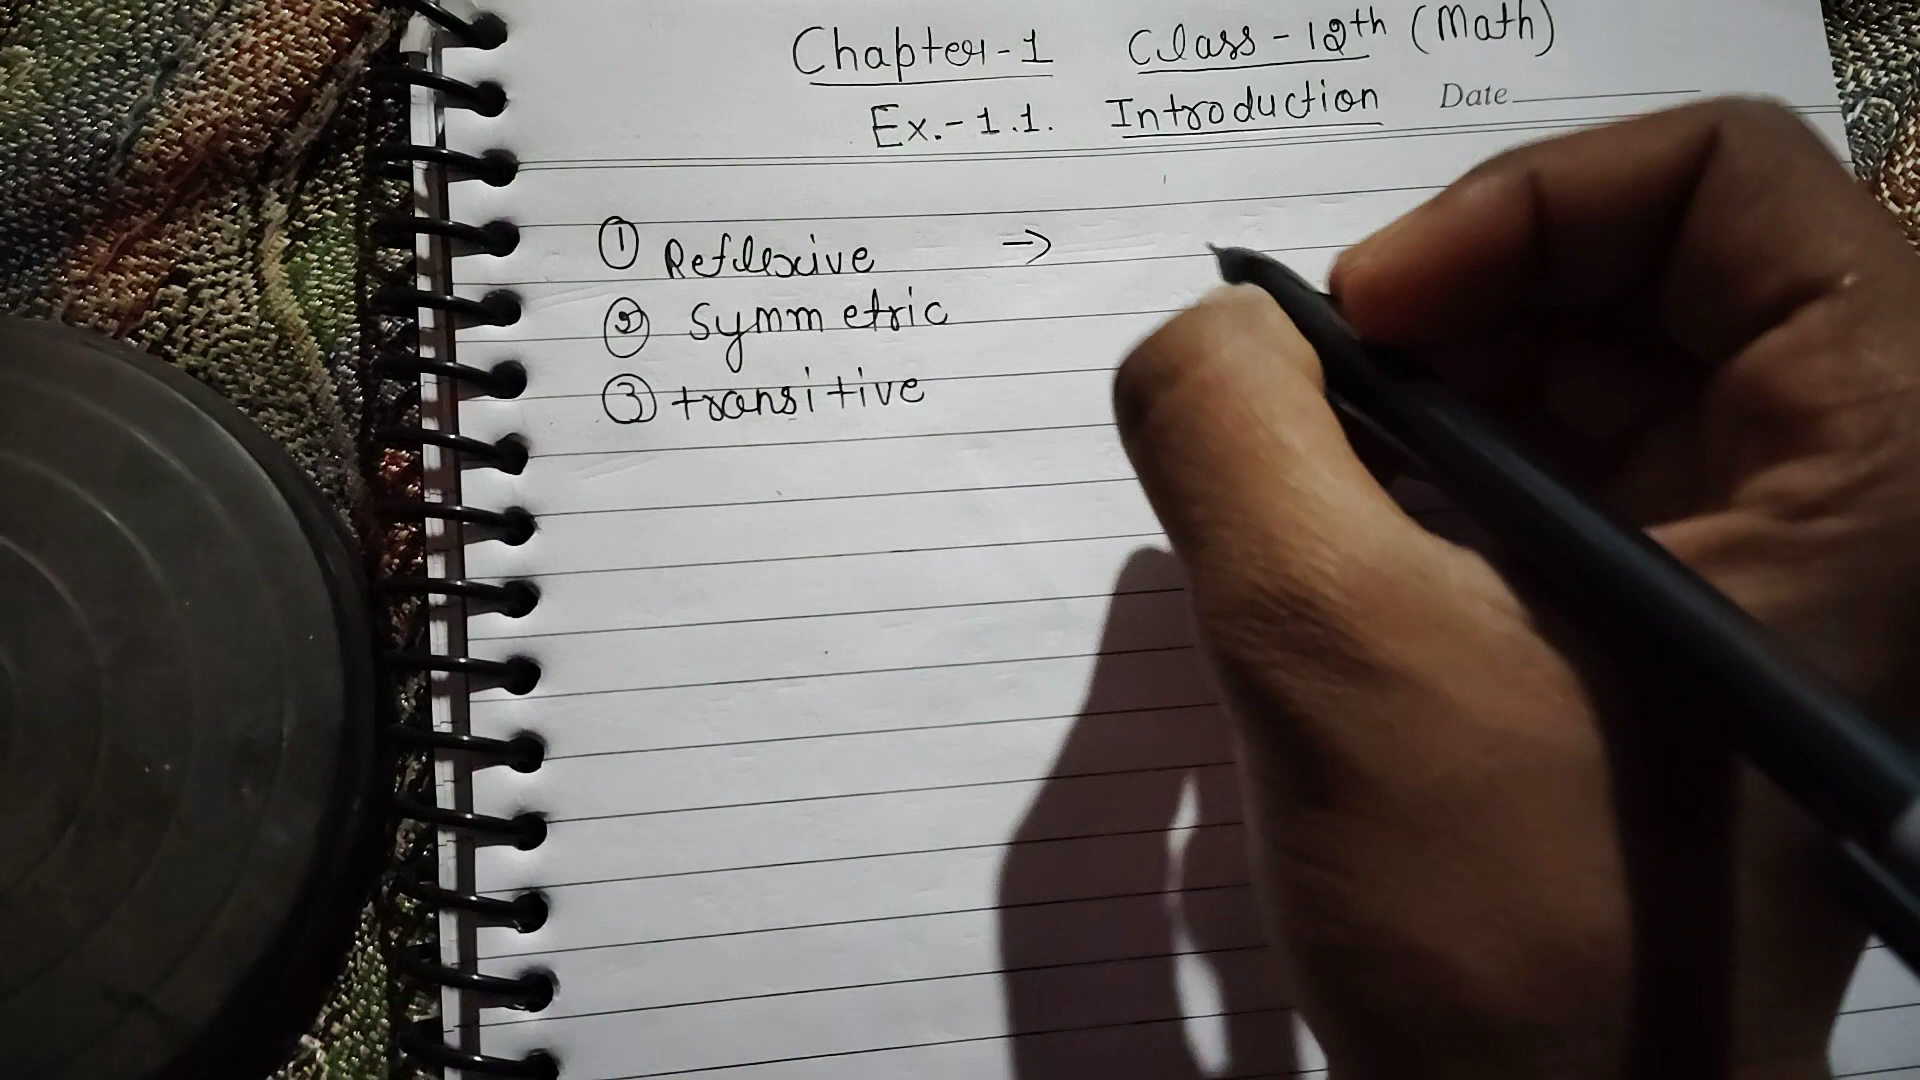 Chapter-1 Class-12th (Math)
Ex.-1.1. Introduction Date
① Reflexive →
② Symmetric
③ transitive